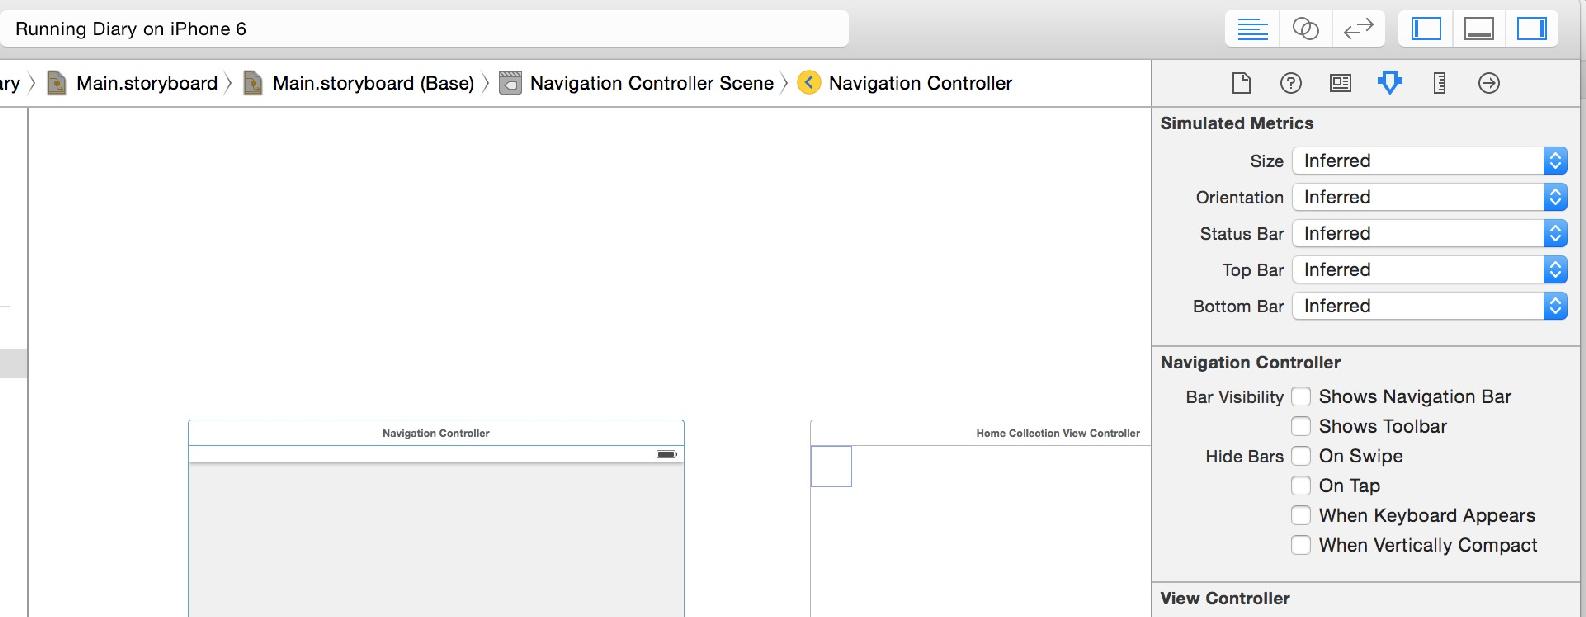 Running Diary on iPhone 6
ary Main.storyboard Main.storyboard (Base) Navigation Controller Scene Navigation Controller
Simulated Metrics
Size Inferred
Orientation Inferred
Status Bar Inferred
Top Bar Inferred
Bottom Bar Inferred
Navigation Controller
Bar Visibility Shows Navigation Bar
Shows Toolbar
Hide Bars On Swipe
On Tap
When Keyboard Appears
When Vertically Compact
View Controller
Navigation Controller
Home Collection View Controller